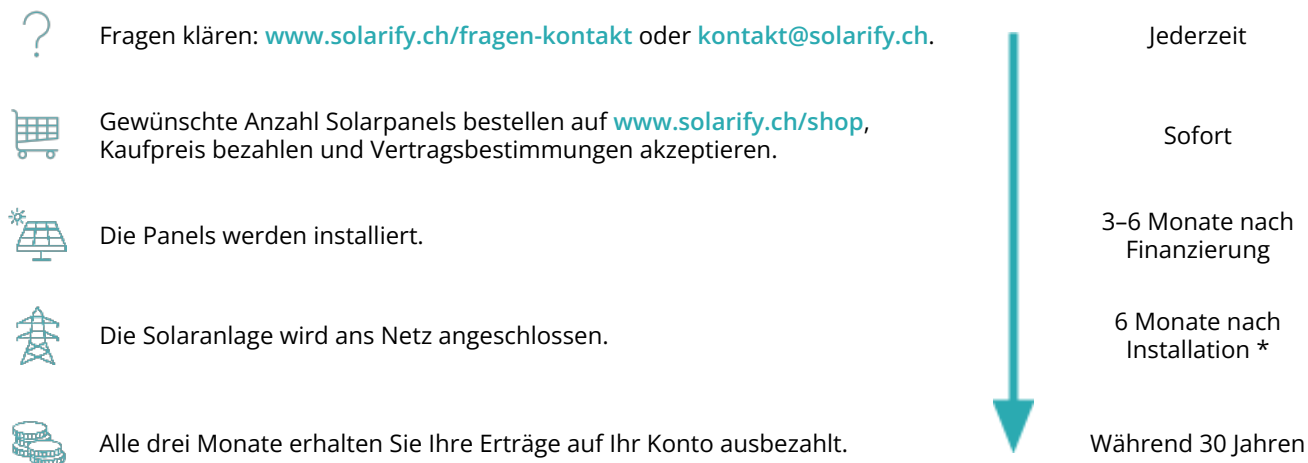 Fragen klären: www.solarify.ch/fragen-kontakt oder kontakt@solarify.ch.
Jederzeit
Gewünschte Anzahl Solarpanels bestellen auf www.solarify.ch/shop,
Kaufpreis bezahlen und Vertragsbestimmungen akzeptieren.
Sofort
Die Panels werden installiert.
3–6 Monate nach
Finanzierung
Die Solaranlage wird ans Netz angeschlossen.
6 Monate nach
Installation *
Alle drei Monate erhalten Sie Ihre Erträge auf Ihr Konto ausbezahlt.
Während 30 Jahren